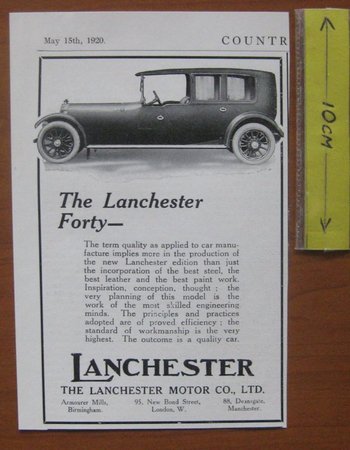 May 15th, 1920.
COUNTR
10CM
The Lanchester
Forty—
The term quality as applied to car manu-
facture implies more in the production of
the new Lanchester edition than just
the incorporation of the best steel, the
best leather and the best paint work.
Inspiration, conception, thought; the
very planning of this model is the
work of the most skilled engineering
minds. The principles and practices
adopted are of proved efficiency; the
standard of workmanship is the very
highest. The outcome is a quality car.
LANCHESTER
THE LANCHESTER MOTOR CO., LTD.
Armourer Mills, 95, New Bond Street, 88, Deansgate,
Birmingham. London, W. Manchester.